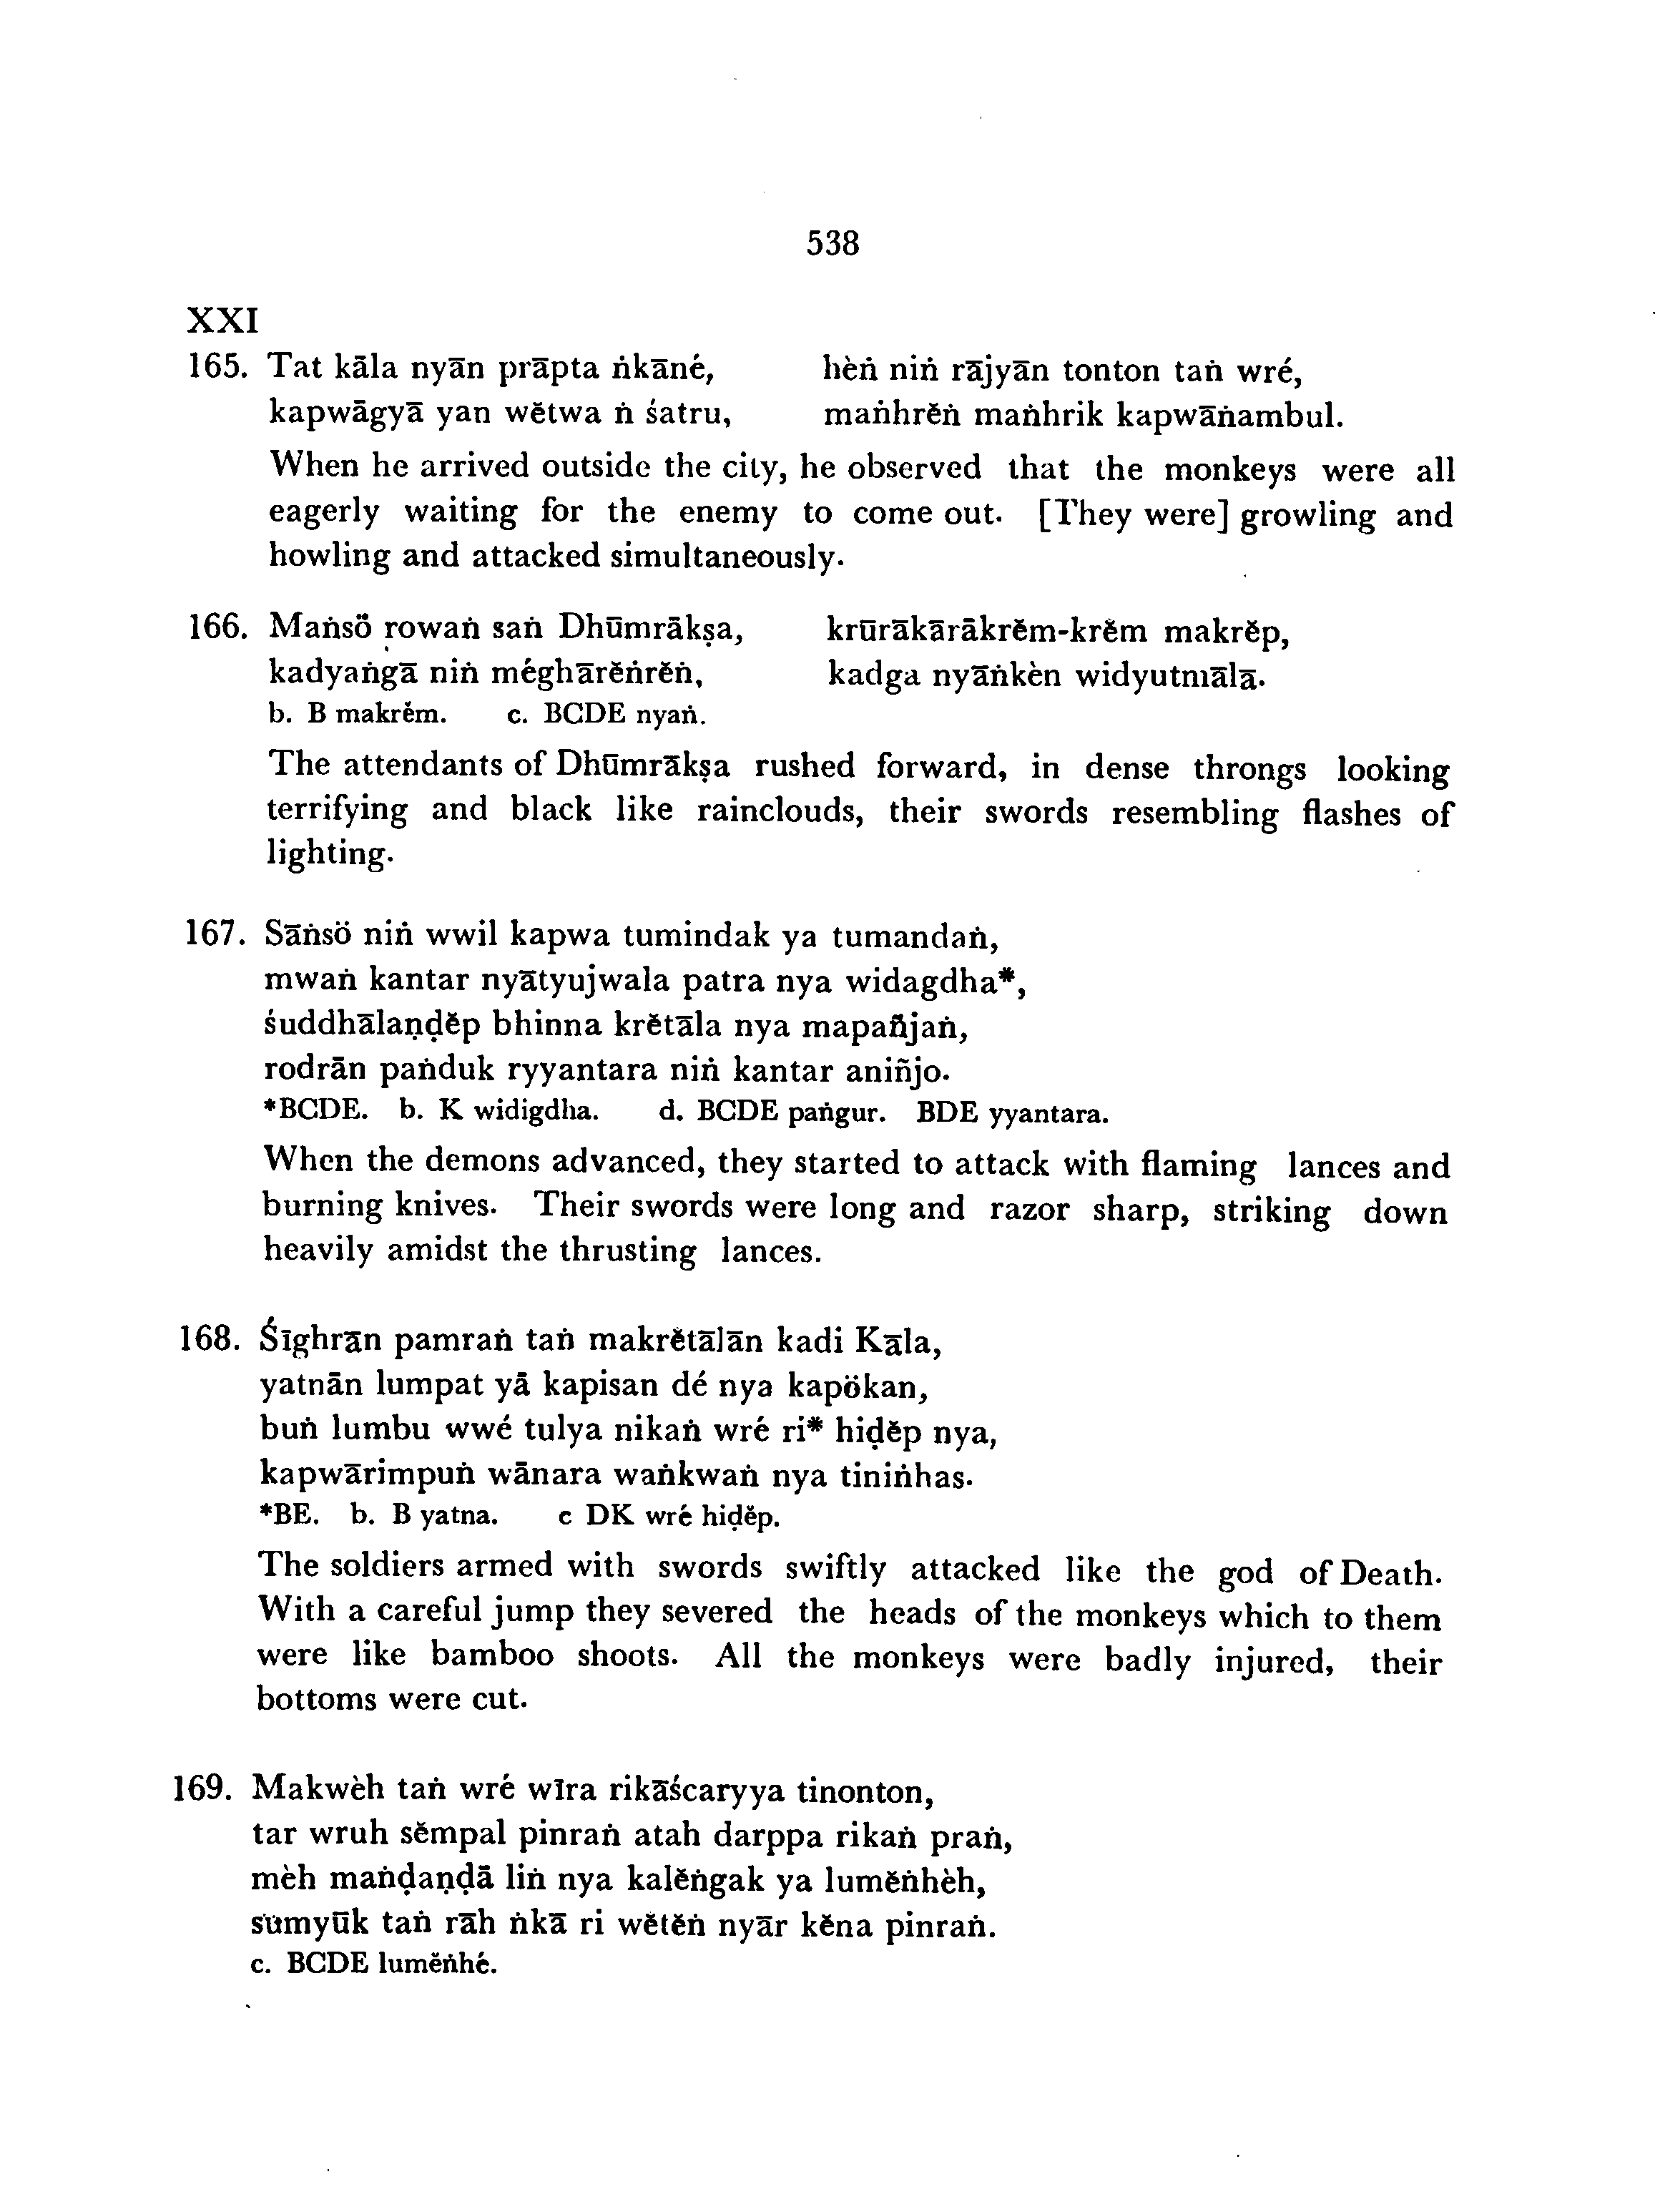 538
XXI
165. Tat kāla nyān prāpta ṅkāné, hèṅ niṅ rājyān tonton taṅ wré,
kapwāgyā yan wĕtwa ṅ śatru, maṅhrĕṅ maṅhrik kapwāṅambul.
When he arrived outside the city, he observed that the monkeys were all
eagerly waiting for the enemy to come out. [They were] growling and
howling and attacked simultaneously.
166. Maṅsö ṛowaṅ saṅ Dhūmrākṣa, krūrākārākrĕm-krĕm makrĕp,
kadyaṅgā niṅ méghārĕṅrĕṅ, kadga nyāṅkèn widyutmālā.
b. B makrĕm. c. BCDE nyaṅ.
The attendants of Dhūmrākṣa rushed forward, in dense throngs looking
terrifying and black like rainclouds, their swords resembling flashes of
lighting.
167. Sāṅsö niṅ wwil kapwa tumindak ya tumandaṅ,
mwaṅ kantar nyātyujwala patra nya widagdha*,
śuddhālaṇḍĕp bhinna krĕtāla nya mapañjaṅ,
rodrān paṅduk ryyantara niṅ kantar aniñjo.
*BCDE. b. K widigdha. d. BCDE paṅgur. BDE yyantara.
When the demons advanced, they started to attack with flaming lances and
burning knives. Their swords were long and razor sharp, striking down
heavily amidst the thrusting lances.
168. Śīghrān pamraṅ taṅ makrĕtālān kadi Kāla,
yatnān lumpat yā kapisan dé nya kapökan,
buṅ lumbu wwé tulya nikaṅ wré ri* hiḍĕp nya,
kapwārimpuṅ wānara waṅkwaṅ nya tiniṅhas.
*BE. b. B yatna. c DK wré hiḍĕp.
The soldiers armed with swords swiftly attacked like the god of Death.
With a careful jump they severed the heads of the monkeys which to them
were like bamboo shoots. All the monkeys were badly injured, their
bottoms were cut.
169. Makwèh taṅ wré wīra rikāścaryya tinonton,
tar wruh sĕmpal pinraṅ atah darppa rikaṅ praṅ,
mèh maṅḍaṇḍā liṅ nya kalĕṅgak ya lumĕṅhèh,
sumyūk taṅ rāh ṅkā ri wĕtĕṅ nyār kĕna pinraṅ.
c. BCDE lumĕṅhé.